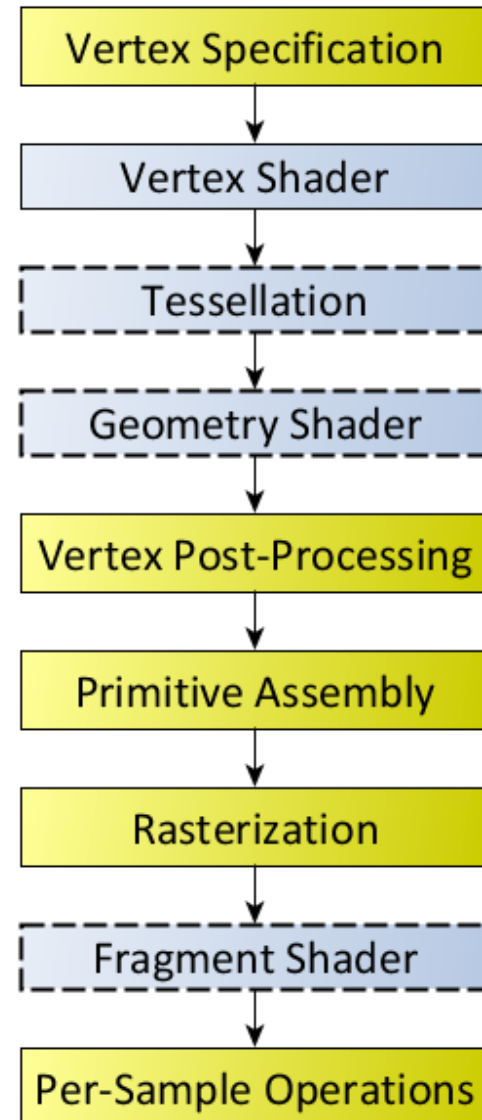 Vertex Specification
Vertex Shader
Tessellation
Geometry Shader
Vertex Post-Processing
Primitive Assembly
Rasterization
Fragment Shader
Per-Sample Operations